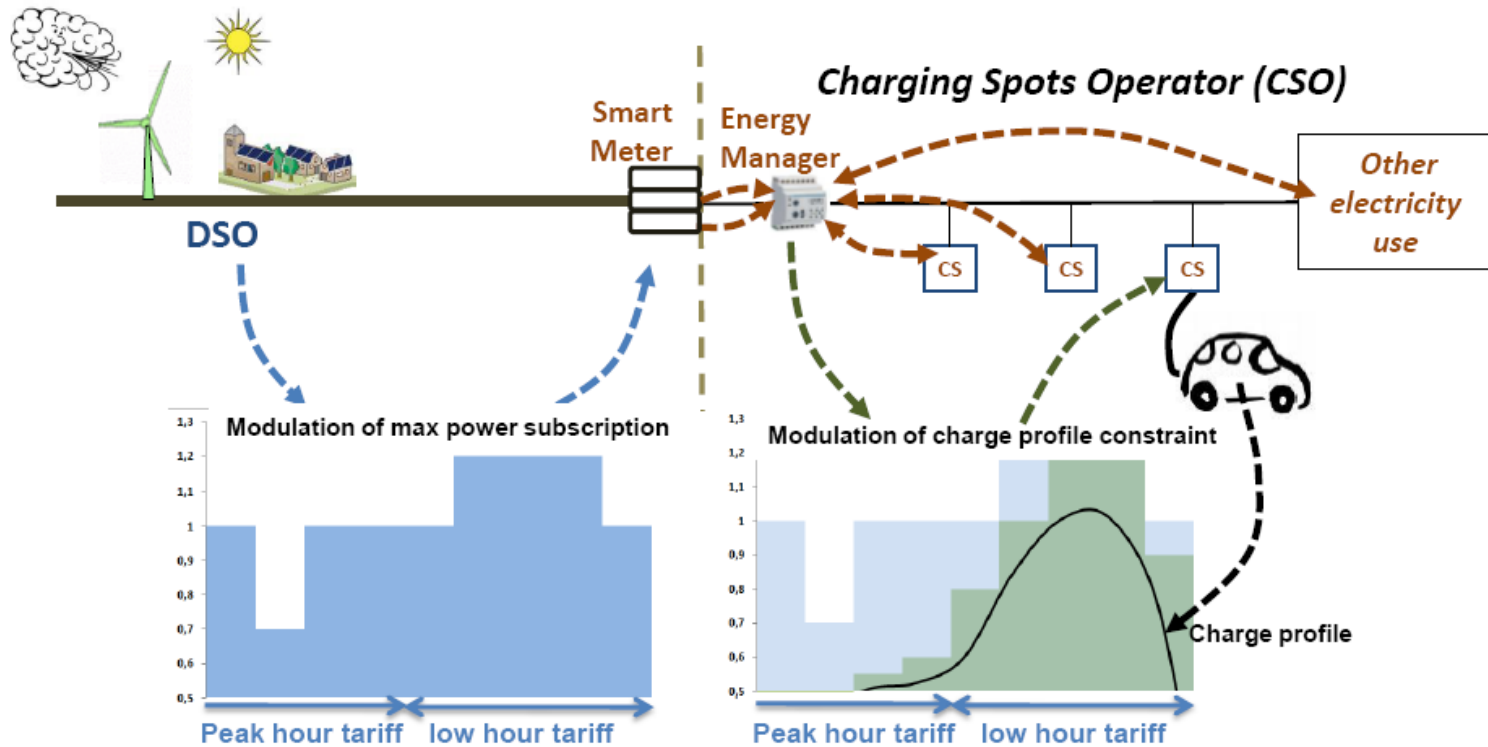 Charging Spots Operator (CSO)
Smart
Meter
Energy
Manager
Other
electricity
use
DSO
CS
CS
CS
Modulation of max power subscription
1,3
1,2
1,1
1
0,9
0,8
0,7
0,6
0,5
Peak hour tariff
low hour tariff
Modulation of charge profile constraint
1,3
1,2
1,1
1
0,9
0,8
0,7
0,6
0,5
Charge profile
Peak hour tariff
low hour tariff